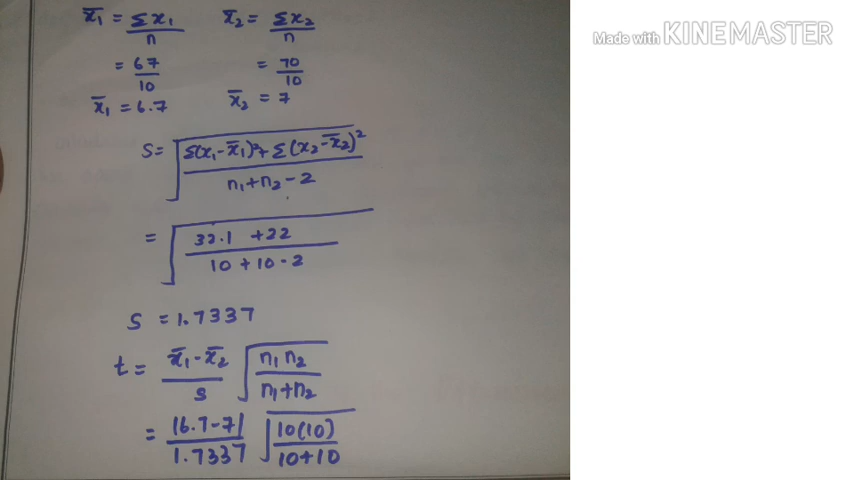 x̄₁ = Σx₁/n   x̄₂ = Σx₂/n
= 67/10   = 70/10
x̄₁ = 6.7   x̄₂ = 7
S = √((Σ(x₁-x̄₁)²+Σ(x₂-x̄₂)²)/(n₁+n₂-2))
= √((32.1 +22)/(10+10-2))
S = 1.7337
t = (x̄₁-x̄₂)/s √(n₁n₂/(n₁+n₂))
= |6.7-7|/1.7337 √(10(10)/(10+10))
Made with KINEMASTER